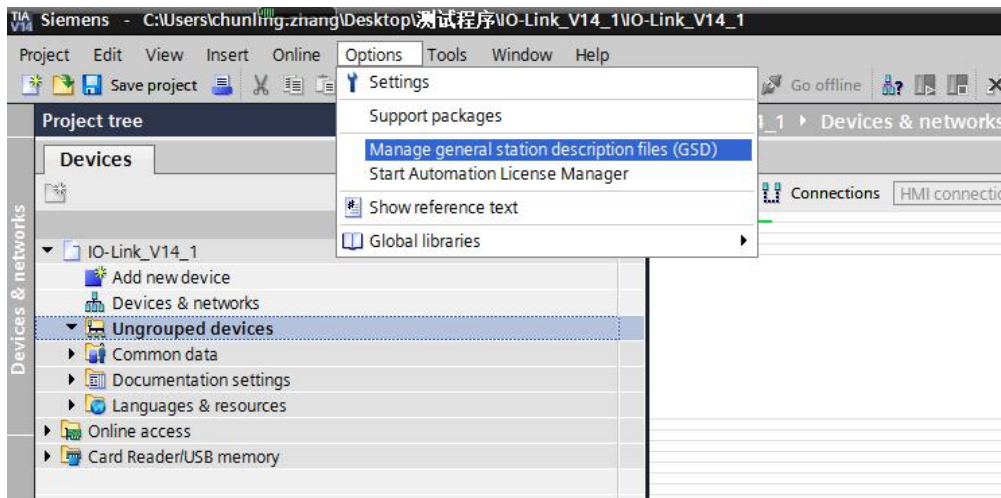 TIA V14 Siemens - C:\Users\chunling.zhang\Desktop\测试程序\IO-Link_V14_1\IO-Link_V14_1
Project Edit View Insert Online Options Tools Window Help
Save project Go offline
Settings
Support packages
Manage general station description files (GSD)
Start Automation License Manager
Show reference text
Global libraries
Project tree
Devices
_1 Devices & networks
Connections HMI connectio
Devices & networks
IO-Link_V14_1
Add new device
Devices & networks
Ungrouped devices
Common data
Documentation settings
Languages & resources
Online access
Card Reader/USB memory